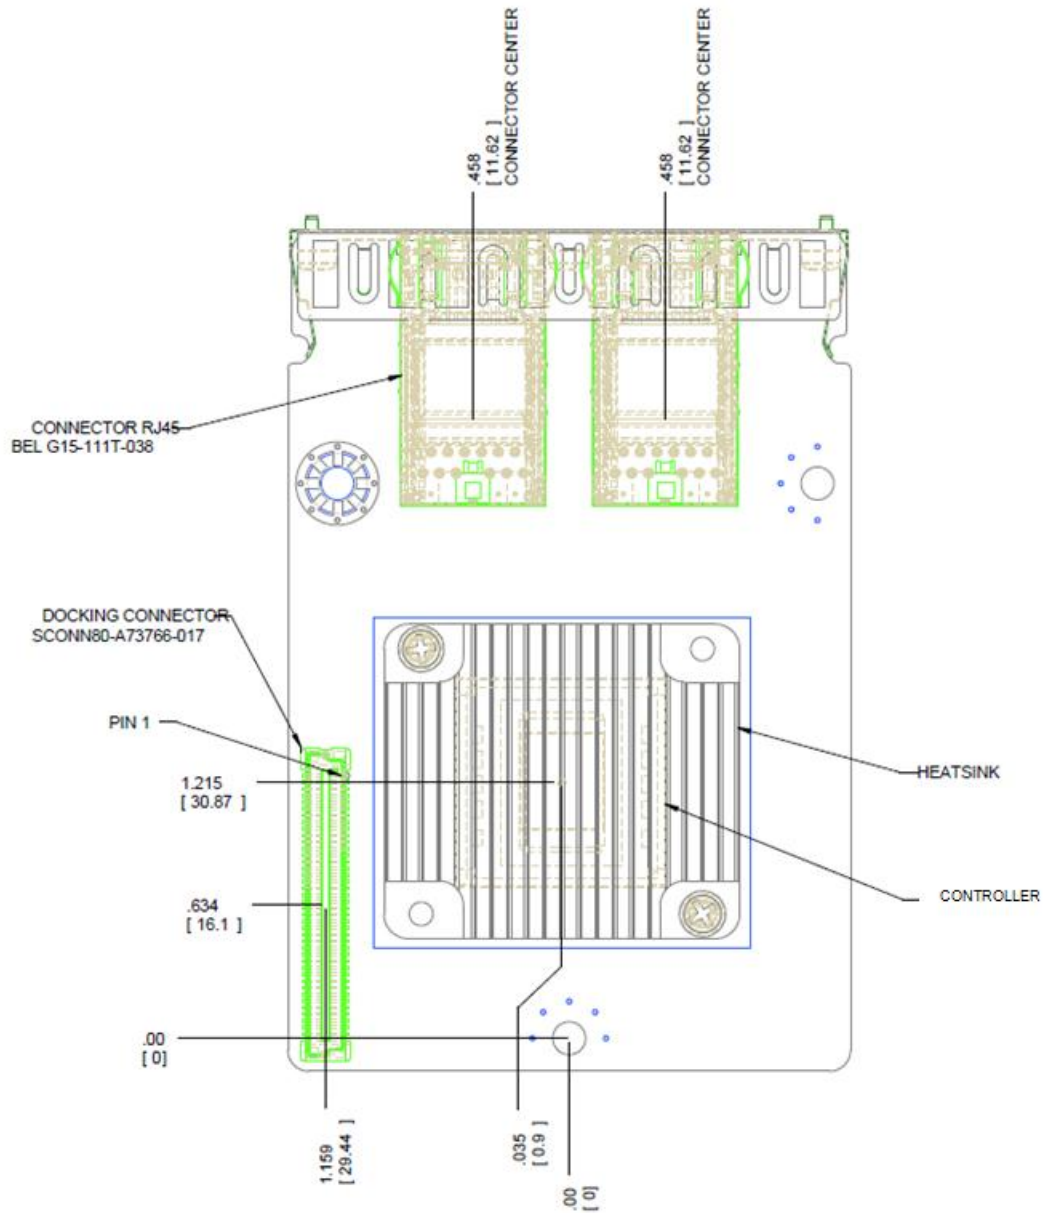 .458
[ 11.62 ]
CONNECTOR CENTER
.458
[ 11.62 ]
CONNECTOR CENTER
CONNECTOR RJ45
BEL G15-111T-038
DOCKING CONNECTOR
SCONN80-A73766-017
PIN 1
1.215
[ 30.87 ]
HEATSINK
CONTROLLER
.634
[ 16.1 ]
.00
[ 0]
1.159
[ 29.44 ]
.035
[ 0.9 ]
.00
[ 0]